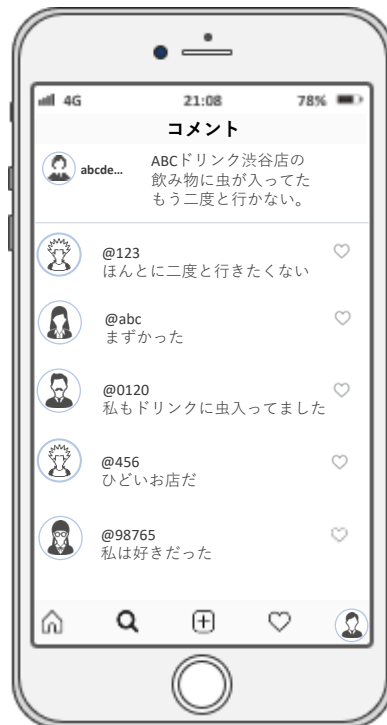 4G 21:08 78%
コメント
abcde...
ABCドリンク渋谷店の
飲み物に虫が入ってた
もう二度と行かない。
@123
ほんとに二度と行きたくない
@abc
まずかった
@0120
私もドリンクに虫入ってました
@456
ひどいお店だ
@98765
私は好きだった